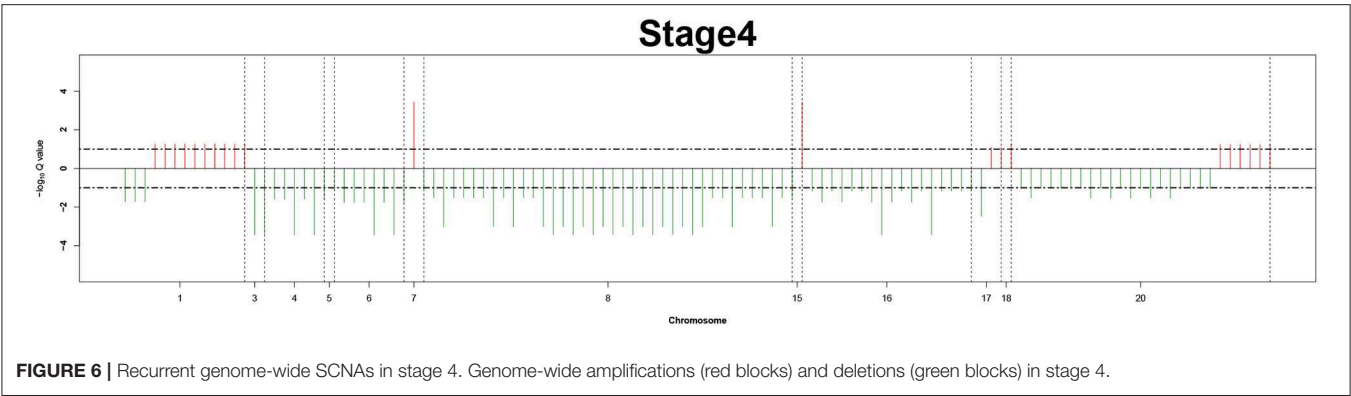 Stage4
−log₁₀ Q value
4
2
0
−2
−4
1 3 4 5 6 7 8 15 16 17 18 20
Chromosome
FIGURE 6 | Recurrent genome-wide SCNAs in stage 4. Genome-wide amplifications (red blocks) and deletions (green blocks) in stage 4.